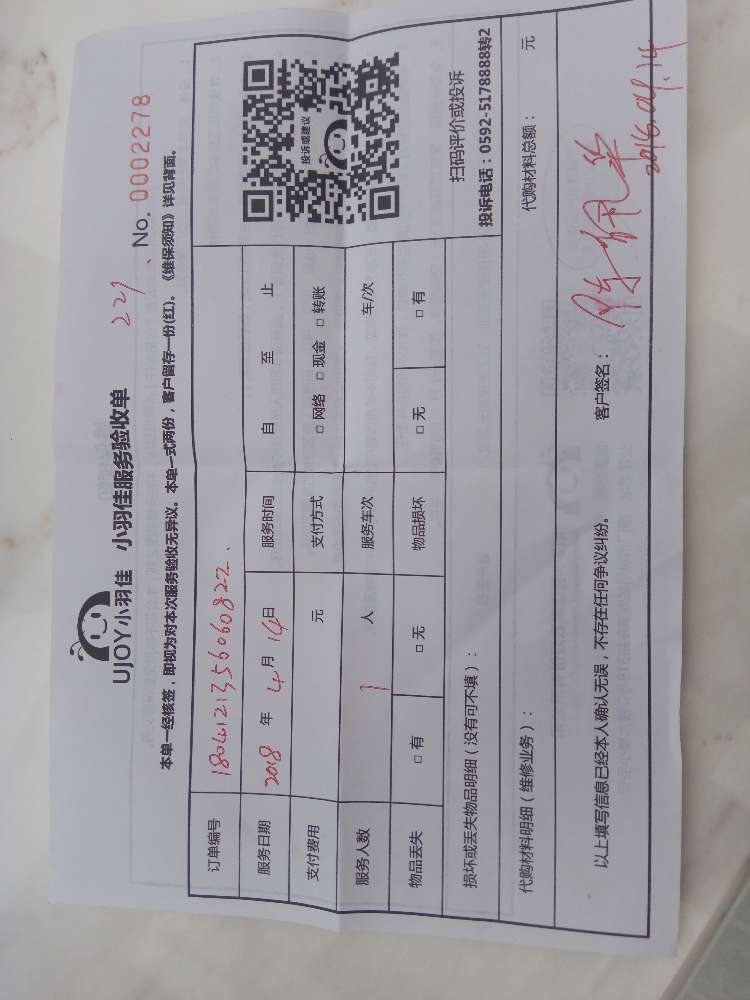 UJOY小羽佳 小羽佳服务验收单 221 、No. 0002278
本单一经核签，即视为对本次服务验收无异议。本单一式两份，客户留存一份(红)。《维保须知》详见背面。
订单编号 1804121356060822、
服务日期 2018 年 4 月 14 日 服务时间 自 至 止
支付费用 元 支付方式 □ 网络 □ 现金 □ 转账
服务人数 1 人 服务车次 车/次
物品丢失 □ 有 □ 无 物品损坏 □ 无 □ 有
投诉或建议
扫码评价或投诉
投诉电话：0592-5178888转2
损坏或丢失物品明细（没有可不填）：
代购材料明细（维修业务）： 代购材料总额： 元
以上填写信息已经本人确认无误，不存在任何争议纠纷。 客户签名：
2016.04.14